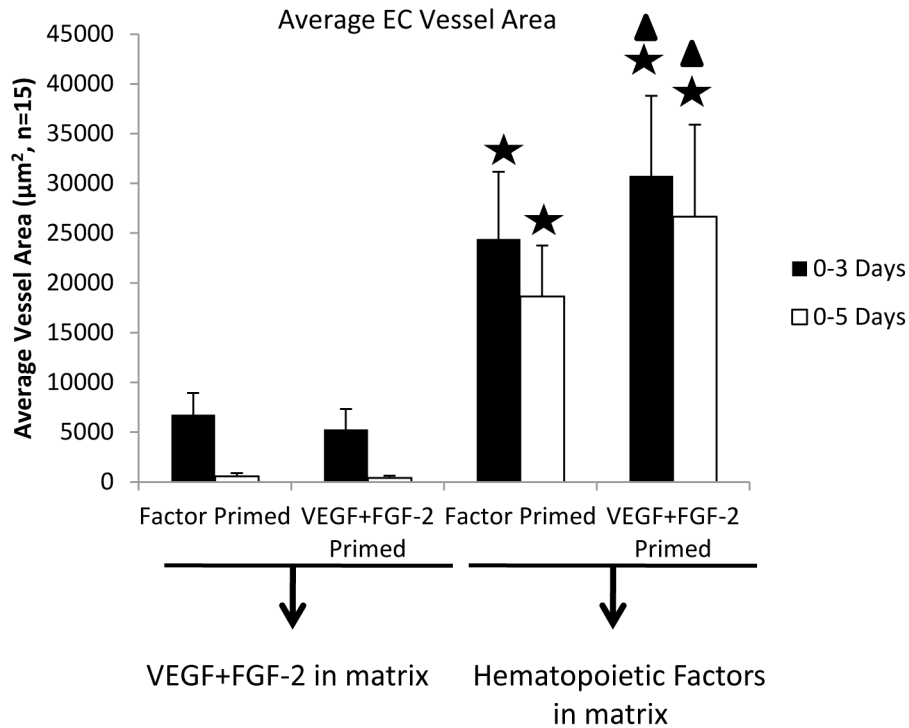 Average EC Vessel Area
Average Vessel Area (µm², n=15)
45000
40000
35000
30000
25000
20000
15000
10000
5000
0
0-3 Days
0-5 Days
Factor Primed
VEGF+FGF-2
Primed
Factor Primed
VEGF+FGF-2
Primed
VEGF+FGF-2 in matrix
Hematopoietic Factors
in matrix